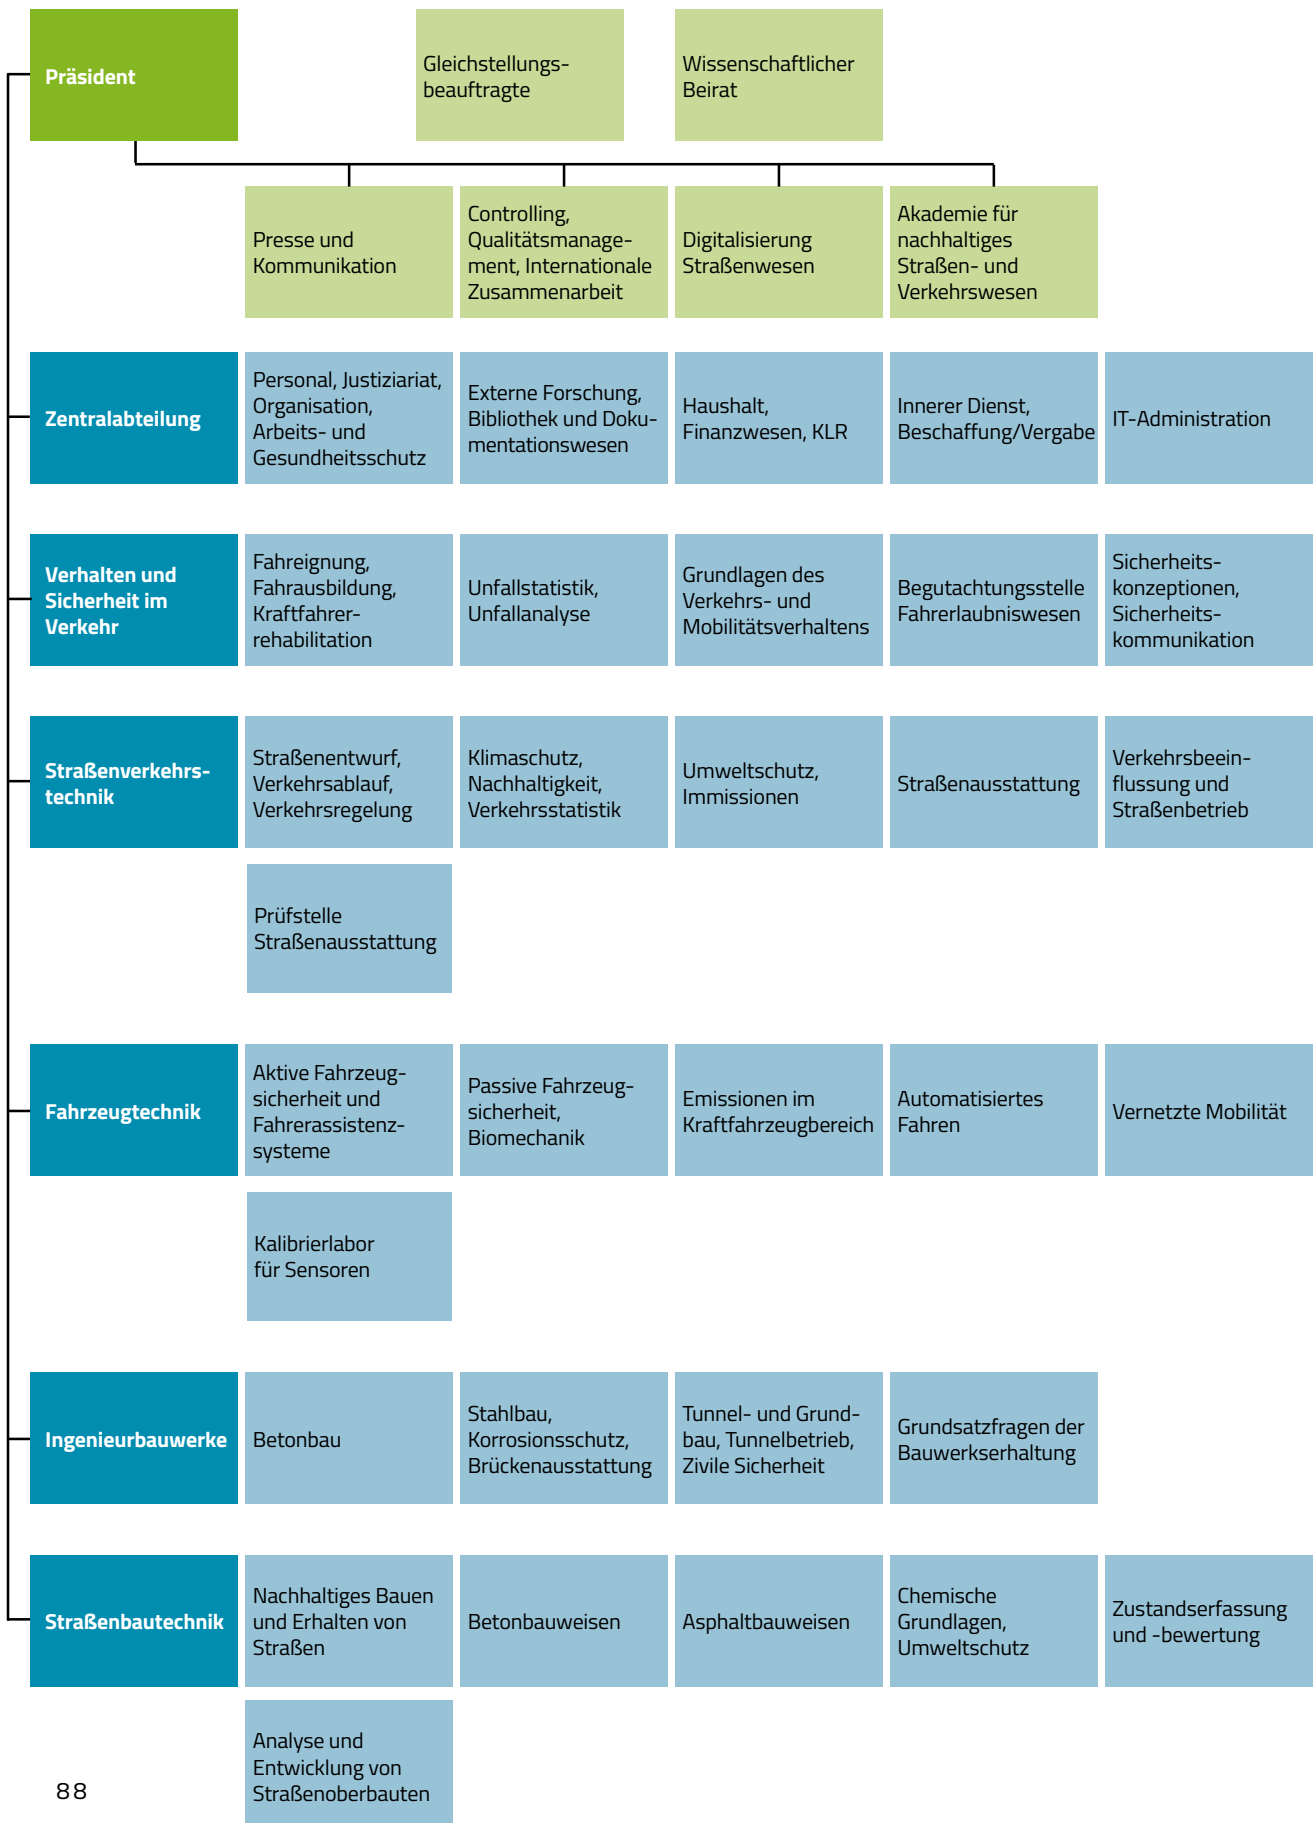 Präsident
Gleichstellungs-
beauftragte
Wissenschaftlicher
Beirat
Presse und
Kommunikation
Controlling,
Qualitätsmanage-
ment, Internationale
Zusammenarbeit
Digitalisierung
Straßenwesen
Akademie für
nachhaltiges
Straßen- und
Verkehrswesen
Zentralabteilung
Personal, Justiziariat,
Organisation,
Arbeits- und
Gesundheitsschutz
Externe Forschung,
Bibliothek und Doku-
mentationswesen
Haushalt,
Finanzwesen, KLR
Innerer Dienst,
Beschaffung/Vergabe
IT-Administration
Verhalten und
Sicherheit im
Verkehr
Fahreignung,
Fahrausbildung,
Kraftfahrer-
rehabilitation
Unfallstatistik,
Unfallanalyse
Grundlagen des
Verkehrs- und
Mobilitätsverhaltens
Begutachtungsstelle
Fahrerlaubniswesen
Sicherheits-
konzeptionen,
Sicherheits-
kommunikation
Straßenverkehrs-
technik
Straßenentwurf,
Verkehrsablauf,
Verkehrsregelung
Klimaschutz,
Nachhaltigkeit,
Verkehrsstatistik
Umweltschutz,
Immissionen
Straßenausstattung
Verkehrsbeein-
flussung und
Straßenbetrieb
Prüfstelle
Straßenausstattung
Fahrzeugtechnik
Aktive Fahrzeug-
sicherheit und
Fahrerassistenz-
systeme
Passive Fahrzeug-
sicherheit,
Biomechanik
Emissionen im
Kraftfahrzeugbereich
Automatisiertes
Fahren
Vernetzte Mobilität
Kalibrierlabor
für Sensoren
Ingenieurbauwerke
Betonbau
Stahlbau,
Korrosionsschutz,
Brückenausstattung
Tunnel- und Grund-
bau, Tunnelbetrieb,
Zivile Sicherheit
Grundsatzfragen der
Bauwerkserhaltung
Straßenbautechnik
Nachhaltiges Bauen
und Erhalten von
Straßen
Betonbauweisen
Asphaltbauweisen
Chemische
Grundlagen,
Umweltschutz
Zustandserfassung
und -bewertung
Analyse und
Entwicklung von
Straßenoberbauten
88